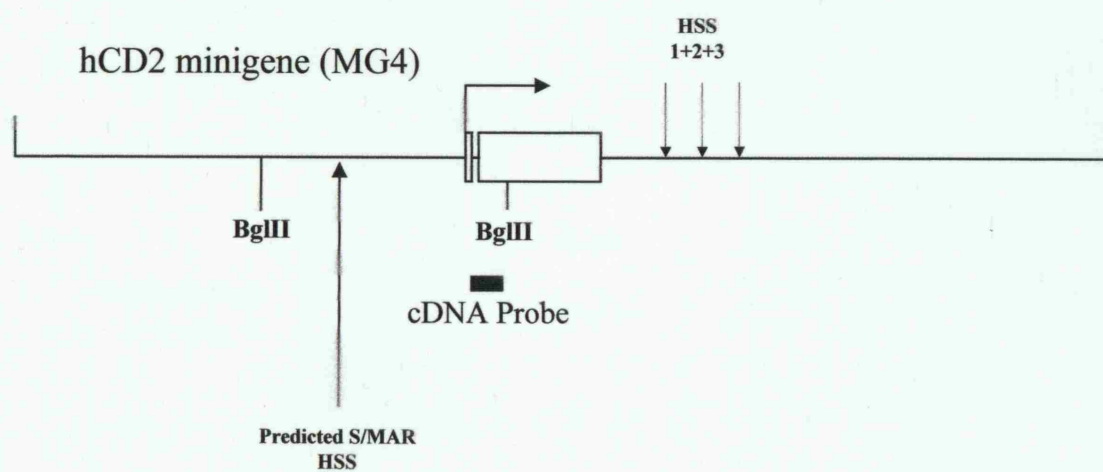 HSS
1+2+3
hCD2 minigene (MG4)
BglII
BglII
cDNA Probe
Predicted S/MAR
HSS